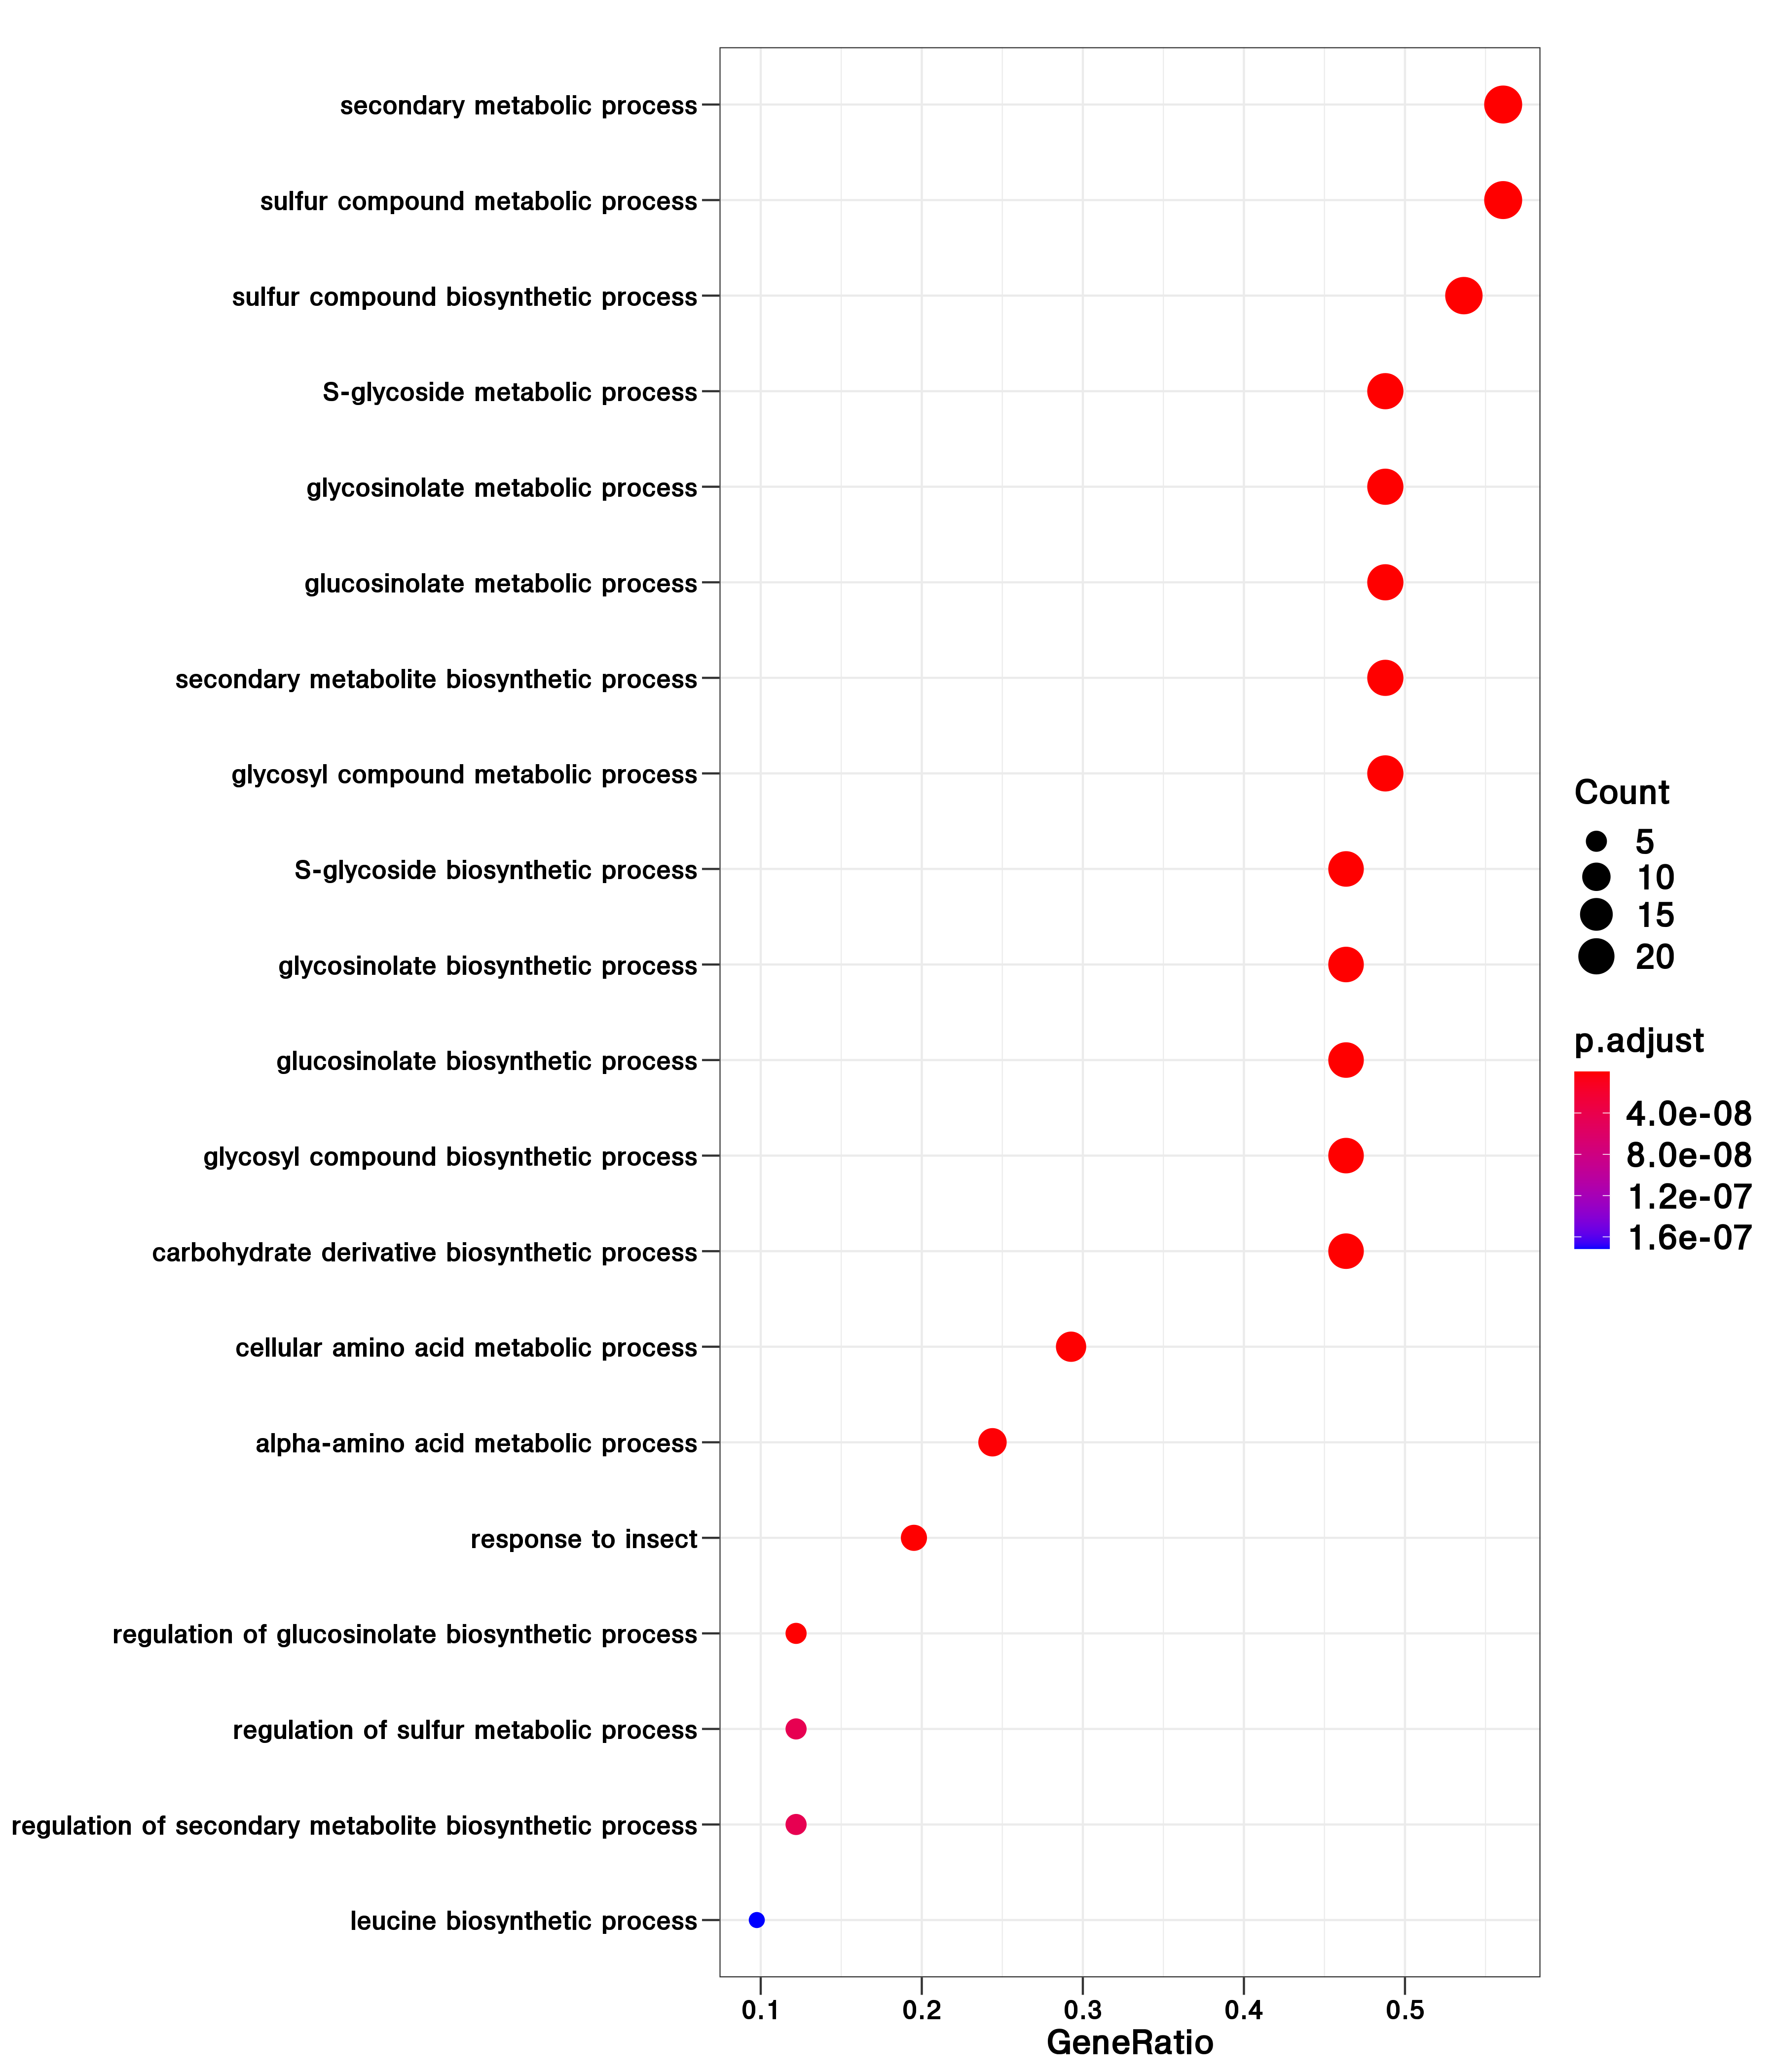 secondary metabolic process
sulfur compound metabolic process
sulfur compound biosynthetic process
S-glycoside metabolic process
glycosinolate metabolic process
glucosinolate metabolic process
secondary metabolite biosynthetic process
glycosyl compound metabolic process
S-glycoside biosynthetic process
glycosinolate biosynthetic process
glucosinolate biosynthetic process
glycosyl compound biosynthetic process
carbohydrate derivative biosynthetic process
cellular amino acid metabolic process
alpha-amino acid metabolic process
response to insect
regulation of glucosinolate biosynthetic process
regulation of sulfur metabolic process
regulation of secondary metabolite biosynthetic process
leucine biosynthetic process
0.1 0.2 0.3 0.4 0.5
GeneRatio
Count
5
10
15
20
p.adjust
4.0e-08
8.0e-08
1.2e-07
1.6e-07